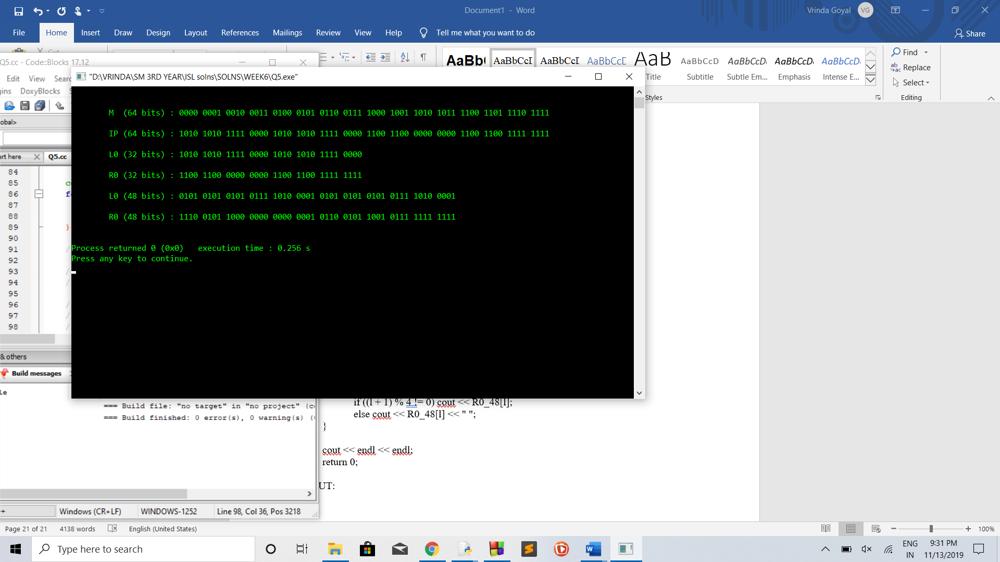 Document1 - Word
Vrinda Goyal VG
File Home Insert Draw Design Layout References Mailings Review View Help Tell me what you want to do
Share
AaBb( AaBbCcI AaBbCcI AaBbCcD AaB AaBbCcD AaBbCcDı AaBbCcDı AaBbCcDı
Title Subtitle Subtle Em... Emphasis Intense E...
Styles
Find
Replace
Select
Editing
Q5.cc - Code::Blocks 17.12
Edit View
DoxyBlocks
Q5.cc
84
85
86
87
88
89 }
90
91
92
93
94
95
96
97
98
"D:\VRINDA\SM 3RD YEAR\ISL solns\SOLNS\WEEK6\Q5.exe"
M (64 bits) : 0000 0001 0010 0011 0100 0101 0110 0111 1000 1001 1010 1011 1100 1101 1110 1111
IP (64 bits) : 1010 1010 1111 0000 1010 1010 1111 0000 1100 1100 0000 0000 1100 1100 1111 1111
L0 (32 bits) : 1010 1010 1111 0000 1010 1010 1111 0000
R0 (32 bits) : 1100 1100 0000 0000 1100 1100 1111 1111
L0 (48 bits) : 0101 0101 0101 0111 1010 0001 0101 0101 0101 0111 1010 0001
R0 (48 bits) : 1110 0101 1000 0000 0000 0001 0110 0101 1001 0111 1111 1111
Process returned 0 (0x0) execution time : 0.256 s
Press any key to continue.
& others
Build messages
=== Build file: "no target" in "no project" (c
=== Build finished: 0 error(s), 0 warning(s) (
Windows (CR+LF) WINDOWS-1252 Line 98, Col 36, Pos 3218
if ((l + 1) % 4 != 0) cout << R0_48[l];
else cout << R0_48[l] << " ";
}
cout << endl << endl;
return 0;
UT:
Page 21 of 21 4138 words English (United States) 100%
Type here to search
ENG
IN
9:31 PM
11/13/2019